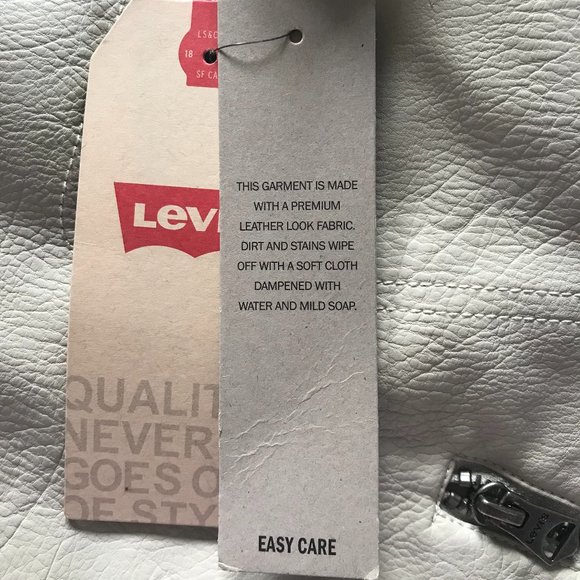 LS&C
18
SF CA
Levi
QUALIT
NEVER
GOES O
OF STY
THIS GARMENT IS MADE
WITH A PREMIUM
LEATHER LOOK FABRIC.
DIRT AND STAINS WIPE
OFF WITH A SOFT CLOTH
DAMPENED WITH
WATER AND MILD SOAP.
EASY CARE
Levi's